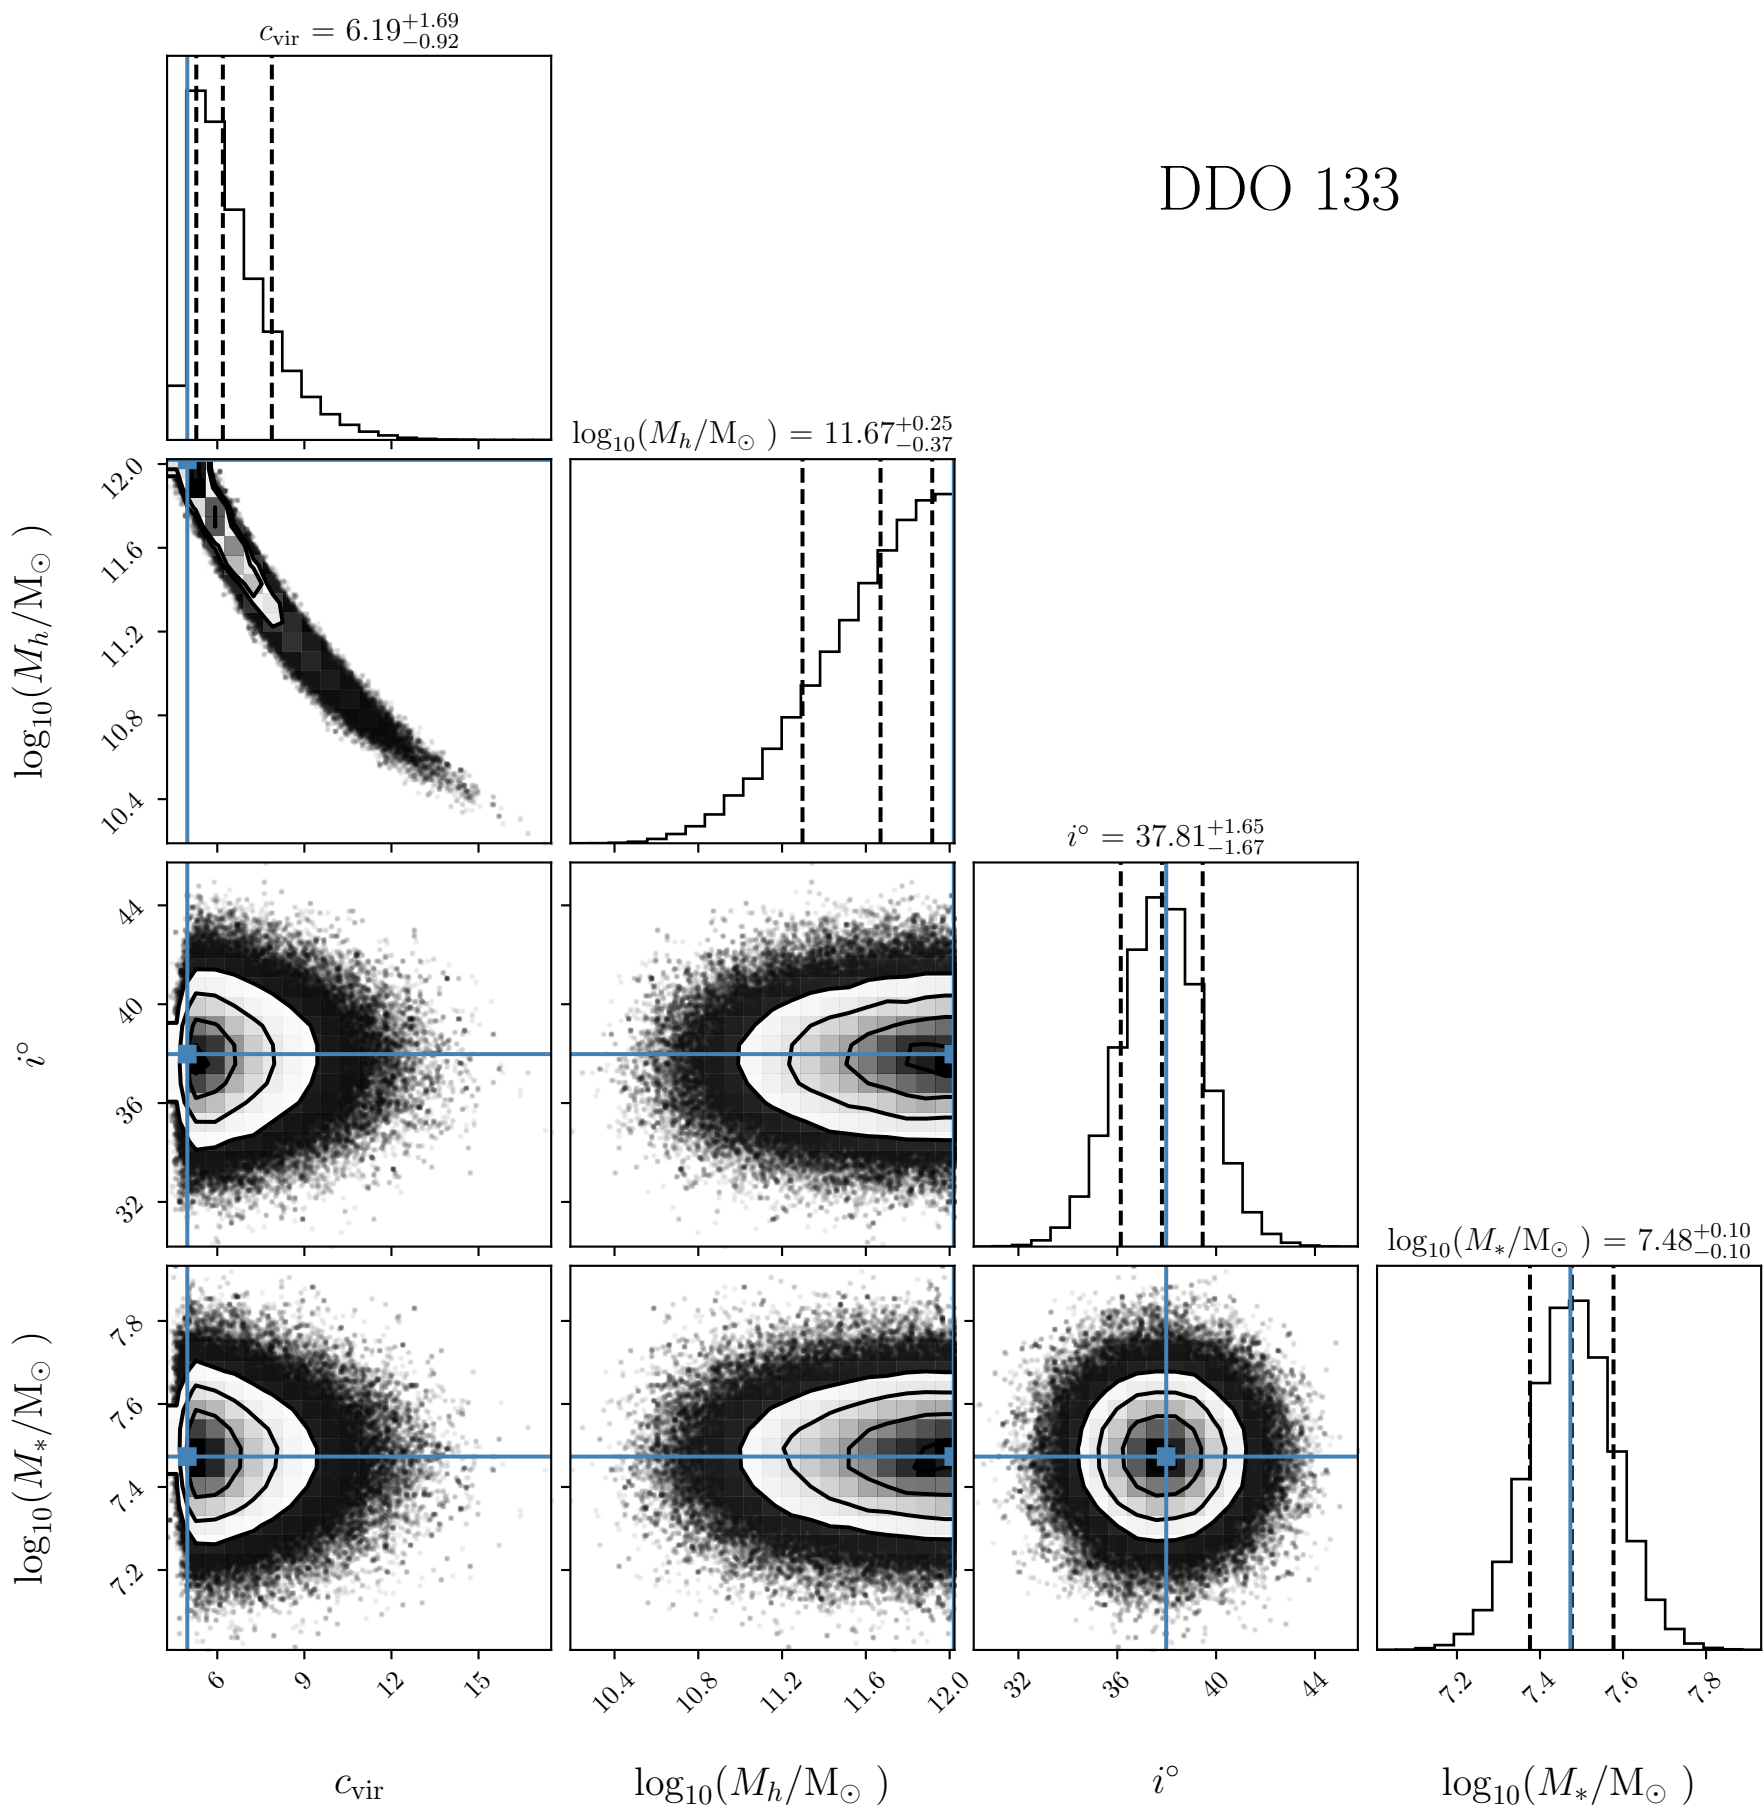 c_vir = 6.19^{+1.69}_{−0.92}
DDO 133
log₁₀(M_h/M⊙ ) = 11.67^{+0.25}_{−0.37}
12.0
11.6
11.2
10.8
10.4
log₁₀(M_h/M⊙ )
i° = 37.81^{+1.65}_{−1.67}
44
40
36
32
i°
log₁₀(M_*/M⊙ ) = 7.48^{+0.10}_{−0.10}
7.8
7.6
7.4
7.2
log₁₀(M_*/M⊙ )
6 9 12 15 10.4 10.8 11.2 11.6 12.0 32 36 40 44 7.2 7.4 7.6 7.8
c_vir log₁₀(M_h/M⊙ ) i° log₁₀(M_*/M⊙ )